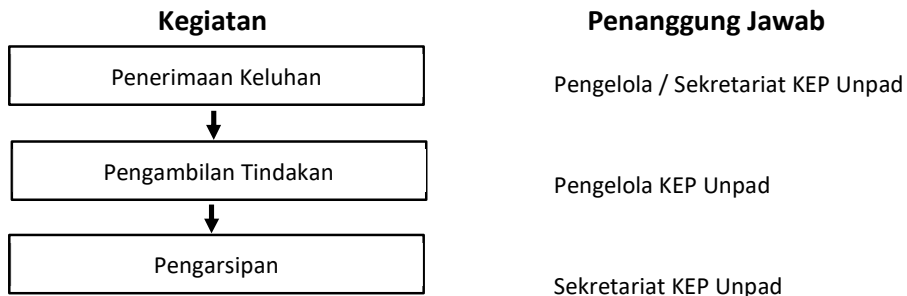 Kegiatan Penanggung Jawab
Penerimaan Keluhan Pengelola / Sekretariat KEP Unpad
Pengambilan Tindakan Pengelola KEP Unpad
Pengarsipan Sekretariat KEP Unpad